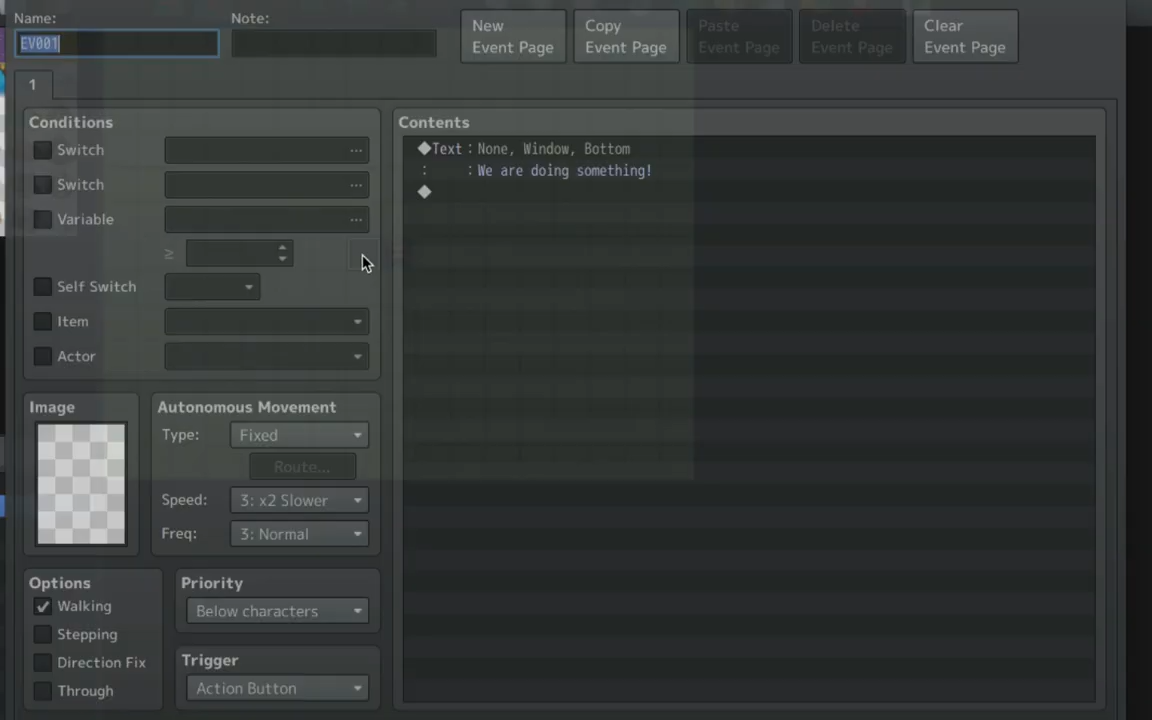 Name:
Note:
EV001
New
Event Page
Copy
Event Page
Paste
Event Page
Delete
Event Page
Clear
Event Page
1
Conditions
Switch
...
Switch
...
Variable
...
≥
Self Switch
Item
Actor
Image
Autonomous Movement
Type:
Fixed
Route...
Speed:
3: x2 Slower
Freq:
3: Normal
Options
Walking
Stepping
Direction Fix
Through
Priority
Below characters
Trigger
Action Button
Contents
◆Text : None, Window, Bottom
: : We are doing something!
◆